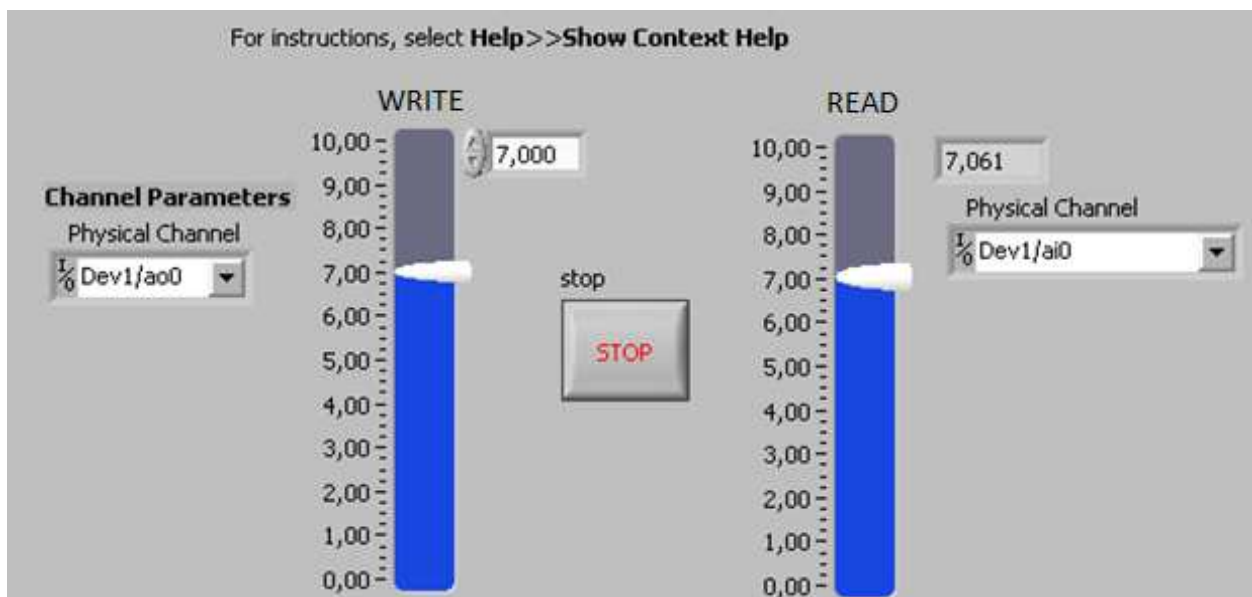 For instructions, select Help>>Show Context Help
WRITE
READ
Channel Parameters
Physical Channel
I/O Dev1/ao0
10,00
9,00
8,00
7,00
6,00
5,00
4,00
3,00
2,00
1,00
0,00
7,000
stop
STOP
10,00
9,00
8,00
7,00
6,00
5,00
4,00
3,00
2,00
1,00
0,00
7,061
Physical Channel
I/O Dev1/ai0